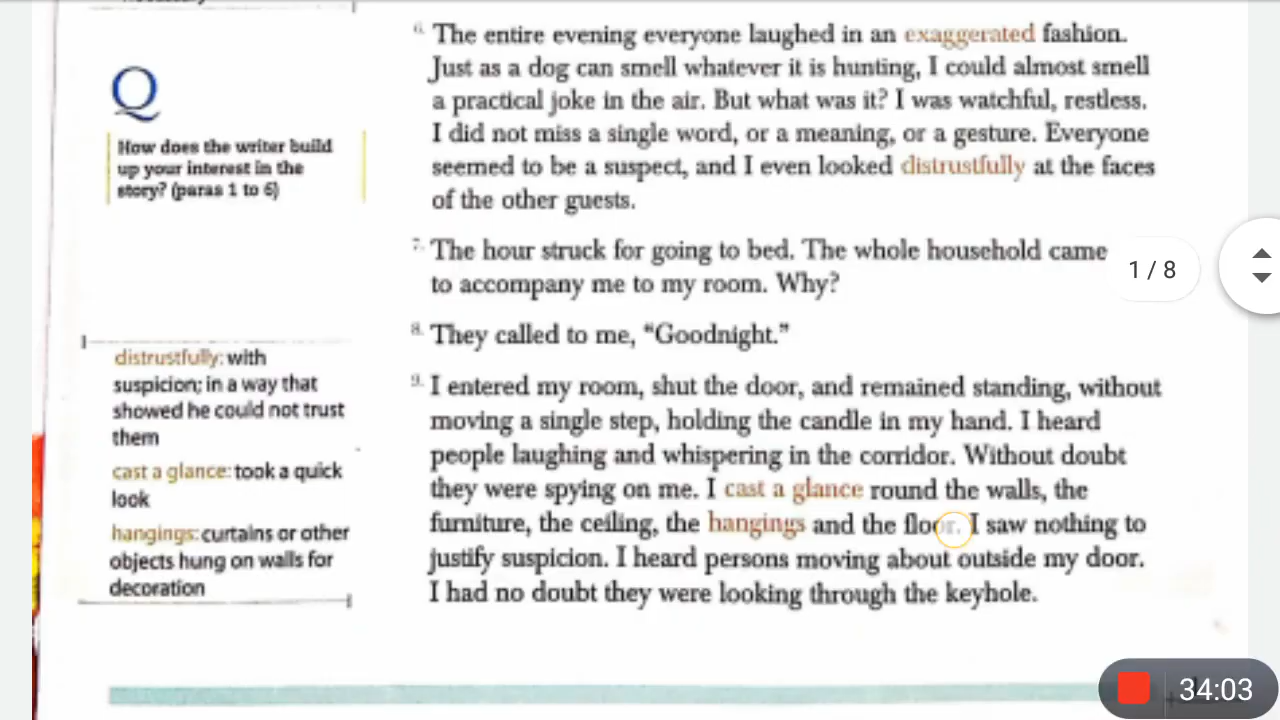 6. The entire evening everyone laughed in an exaggerated fashion.
Just as a dog can smell whatever it is hunting, I could almost smell
a practical joke in the air. But what was it? I was watchful, restless.
I did not miss a single word, or a meaning, or a gesture. Everyone
seemed to be a suspect, and I even looked distrustfully at the faces
of the other guests.
Q
How does the writer build
up your interest in the
story? (paras 1 to 6)
7. The hour struck for going to bed. The whole household came
to accompany me to my room. Why?
1 / 8
8. They called to me, “Goodnight.”
9. I entered my room, shut the door, and remained standing, without
moving a single step, holding the candle in my hand. I heard
people laughing and whispering in the corridor. Without doubt
they were spying on me. I cast a glance round the walls, the
furniture, the ceiling, the hangings and the floor. I saw nothing to
justify suspicion. I heard persons moving about outside my door.
I had no doubt they were looking through the keyhole.
distrustfully: with
suspicion; in a way that
showed he could not trust
them
cast a glance: took a quick
look
hangings: curtains or other
objects hung on walls for
decoration
34:03